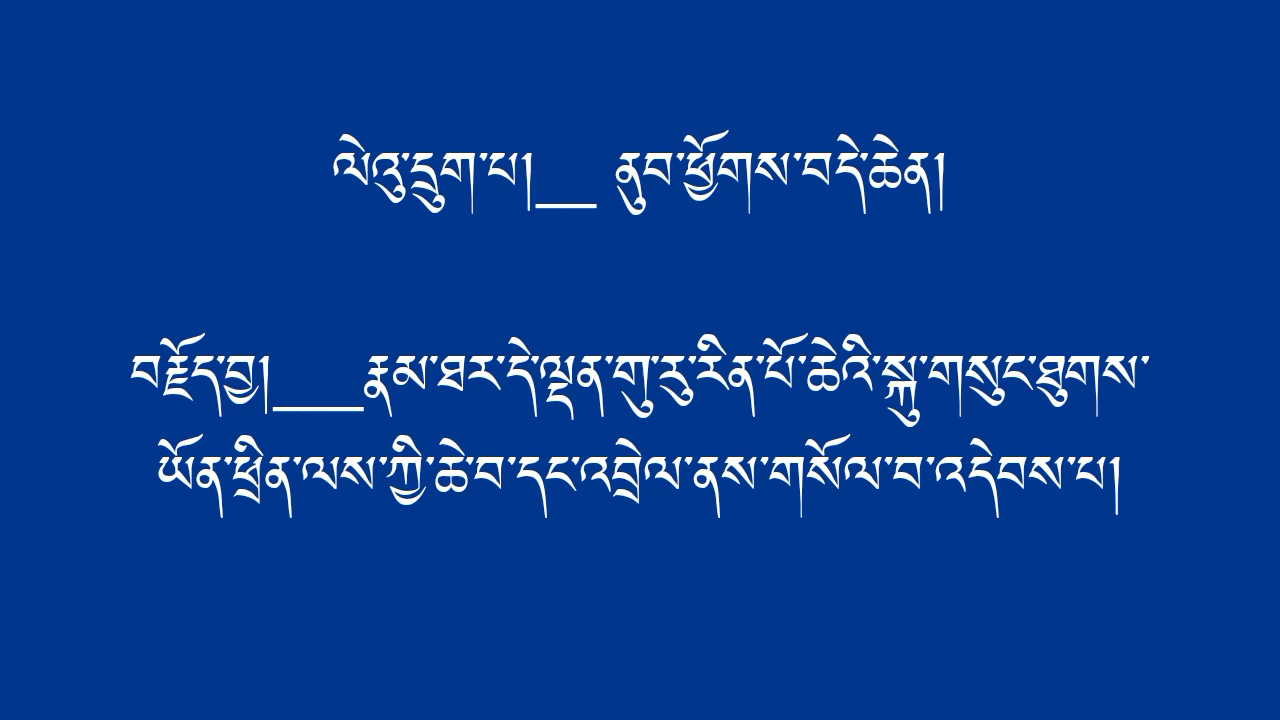 ལེའུ་དྲུག་པ།__ ནུབ་ཕྱོགས་བདེ་ཆེན།
བརྗོད་བྱ།___རྣམ་ཐར་དེ་ལྡན་གུ་རུ་རིན་པོ་ཆེའི་སྐུ་གསུང་ཐུགས་
ཡོན་ཕྲིན་ལས་ཀྱི་ཆེ་བ་དང་འབྲེལ་ནས་གསོལ་བ་འདེབས་པ།